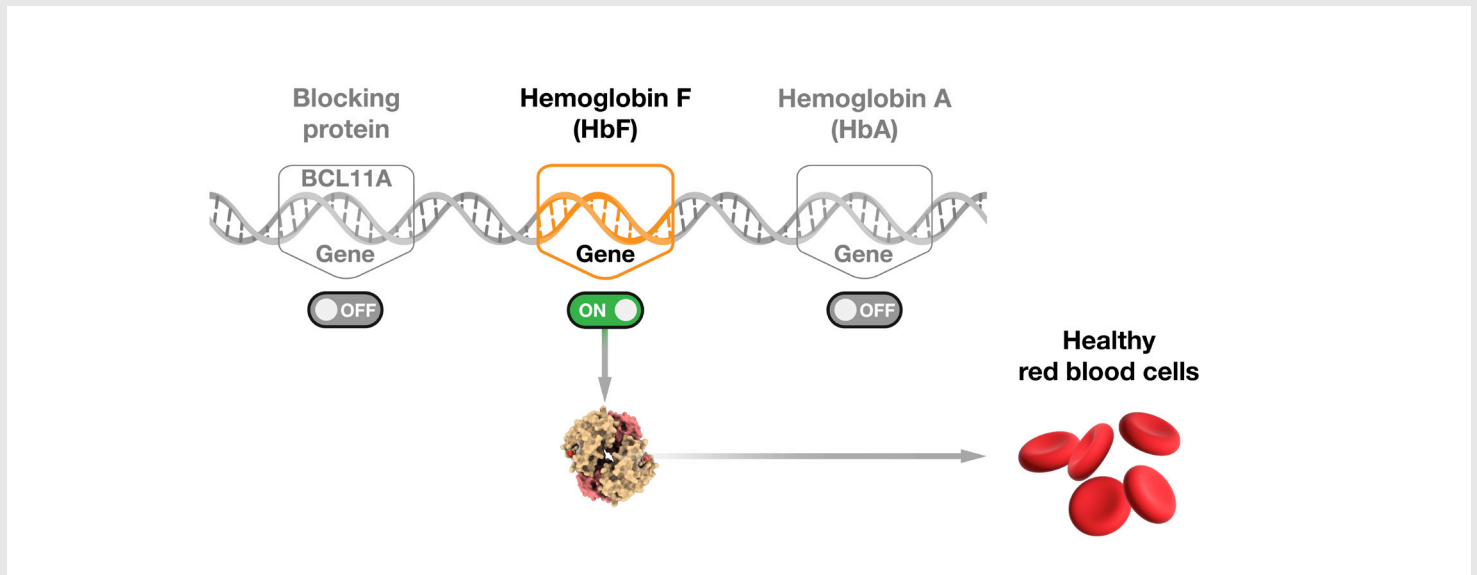 Blocking
protein
BCL11A
Gene
OFF
Hemoglobin F
(HbF)
Gene
ON
Hemoglobin A
(HbA)
Gene
OFF
Healthy
red blood cells